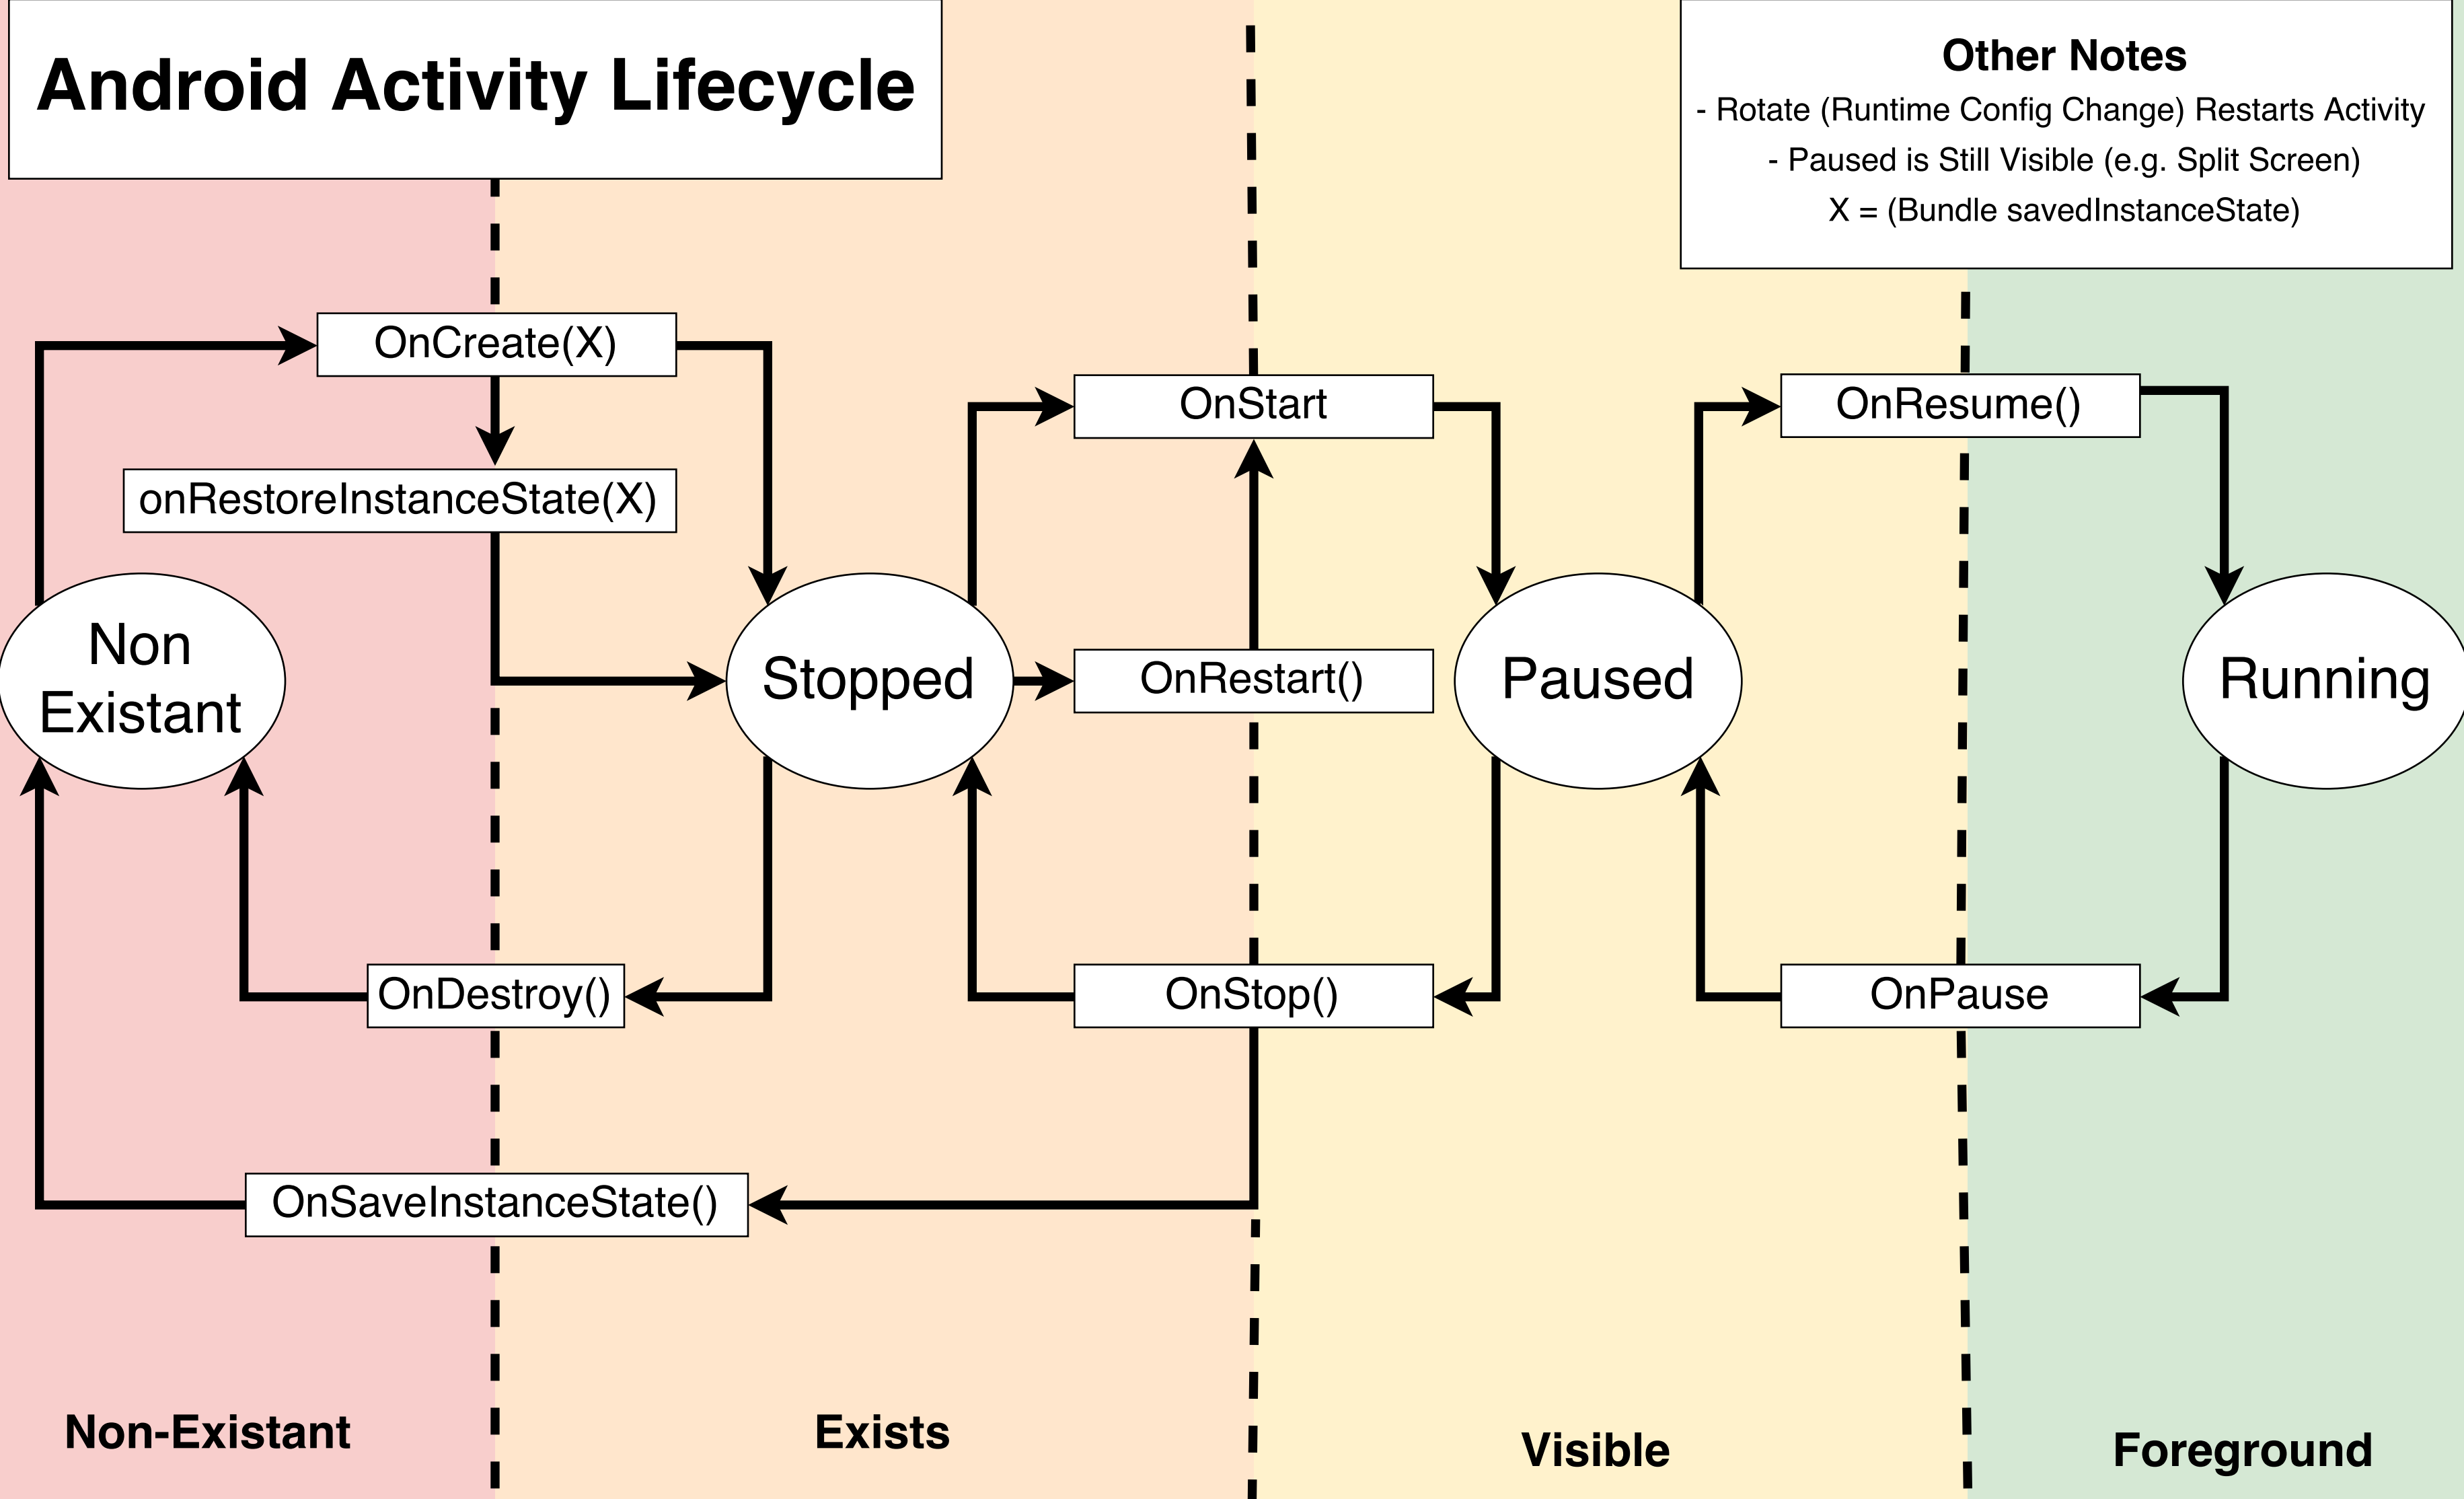 Android Activity Lifecycle
Other Notes
- Rotate (Runtime Config Change) Restarts Activity
- Paused is Still Visible (e.g. Split Screen)
X = (Bundle savedInstanceState)
OnCreate(X)
OnStart
OnResume()
onRestoreInstanceState(X)
Non
Existant
Stopped
OnRestart()
Paused
Running
OnDestroy()
OnStop()
OnPause
OnSaveInstanceState()
Non-Existant
Exists
Visible
Foreground